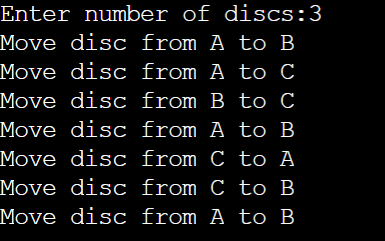 Enter number of discs:3
Move disc from A to B
Move disc from A to C
Move disc from B to C
Move disc from A to B
Move disc from C to A
Move disc from C to B
Move disc from A to B